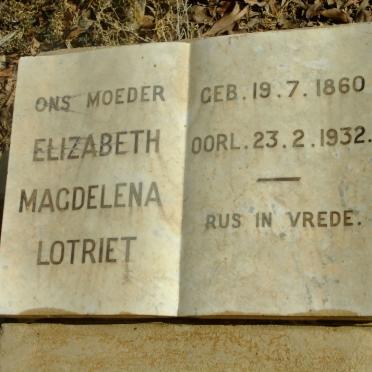 ONS MOEDER
ELIZABETH
MAGDELENA
LOTRIET
GEB. 19. 7. 1860
OORL. 23. 2. 1932.
RUS IN VREDE.